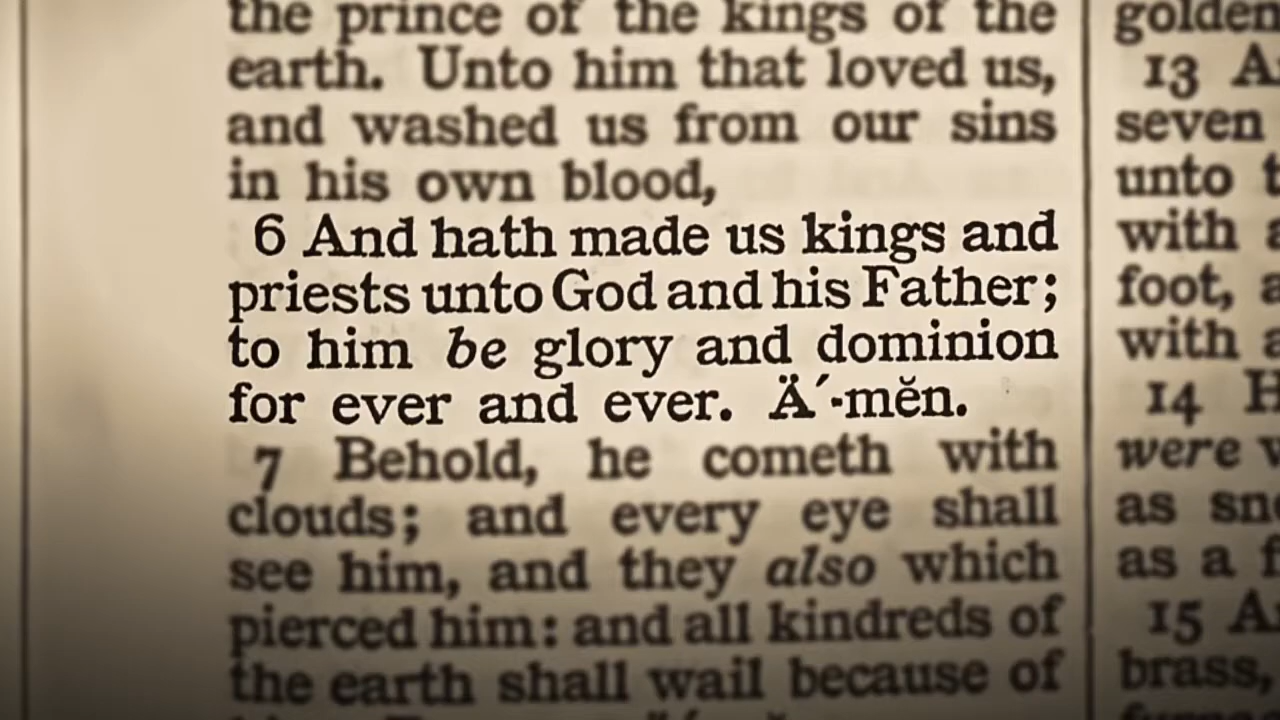 the prince of the kings of the
earth. Unto him that loved us,
and washed us from our sins
in his own blood,
6 And hath made us kings and
priests unto God and his Father;
to him be glory and dominion
for ever and ever. Ä′-mĕn.
7 Behold, he cometh with
clouds; and every eye shall
see him, and they also which
pierced him: and all kindreds of
the earth shall wail because of
golden
13
seven
unto
with
foot,
with
14
were
as
as a
15
brass,